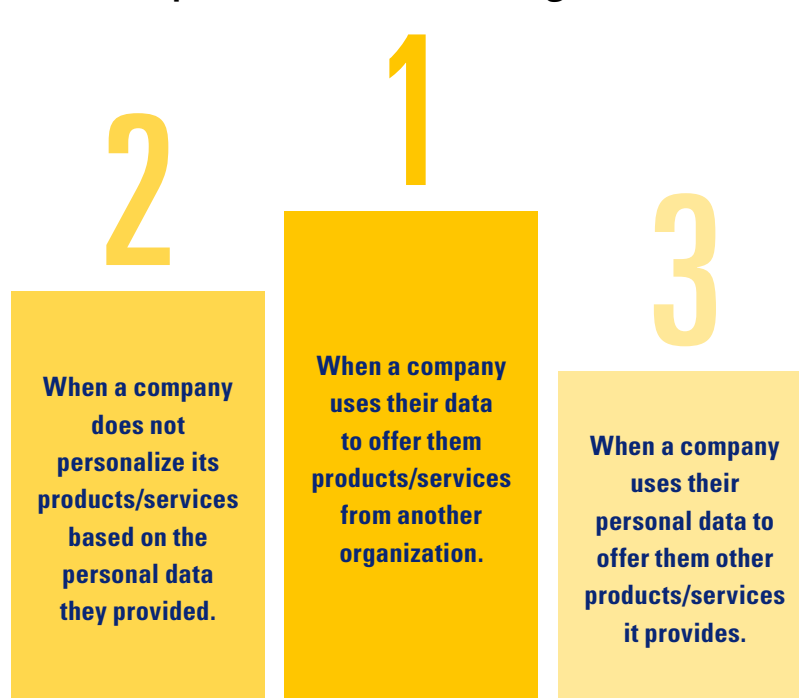 2
When a company
does not
personalize its
products/services
based on the
personal data
they provided.
1
When a company
uses their data
to offer them
products/services
from another
organization.
3
When a company
uses their
personal data to
offer them other
products/services
it provides.